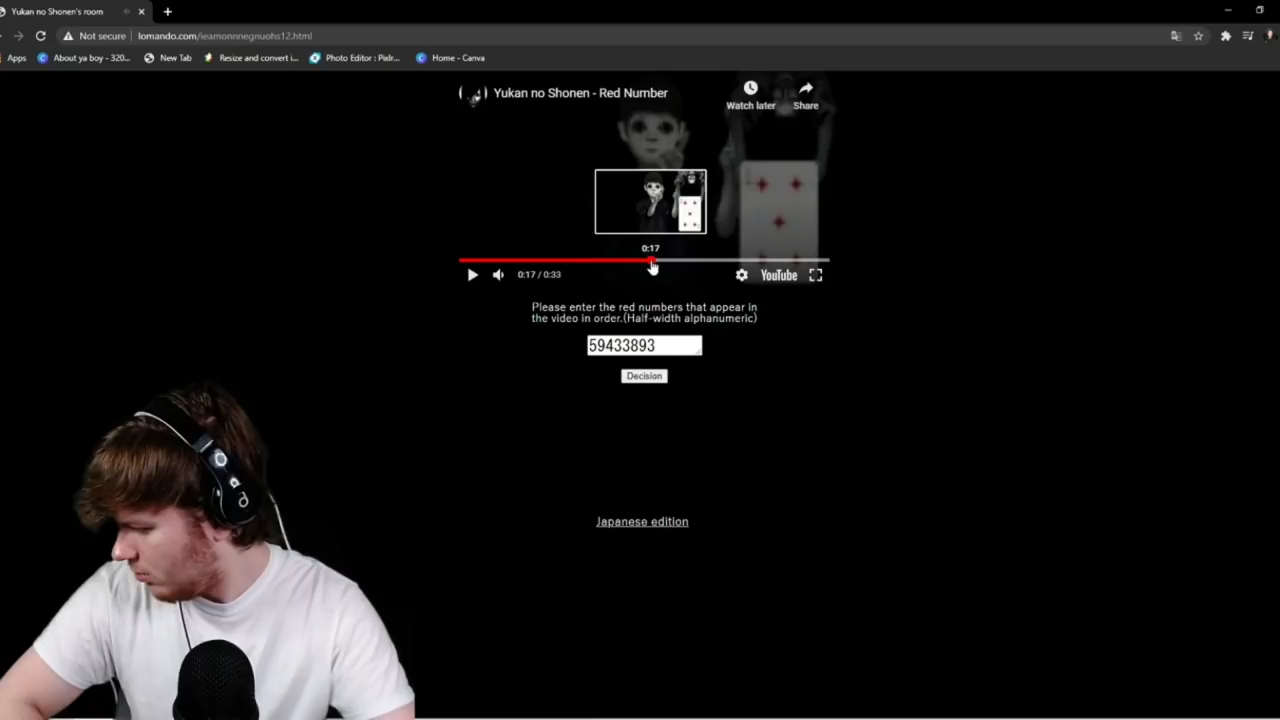 Yukan no Shonen's room
Not secure
lomando.com/ieamonnnegnuohs12.html
Apps
About ya boy - 320...
New Tab
Resize and convert i...
Photo Editor : Pixlr...
Home - Canva
Yukan no Shonen - Red Number
Watch later
Share
0:17
0:17 / 0:33
YouTube
Please enter the red numbers that appear in
the video in order.(Half-width alphanumeric)
59433893
Decision
Japanese edition